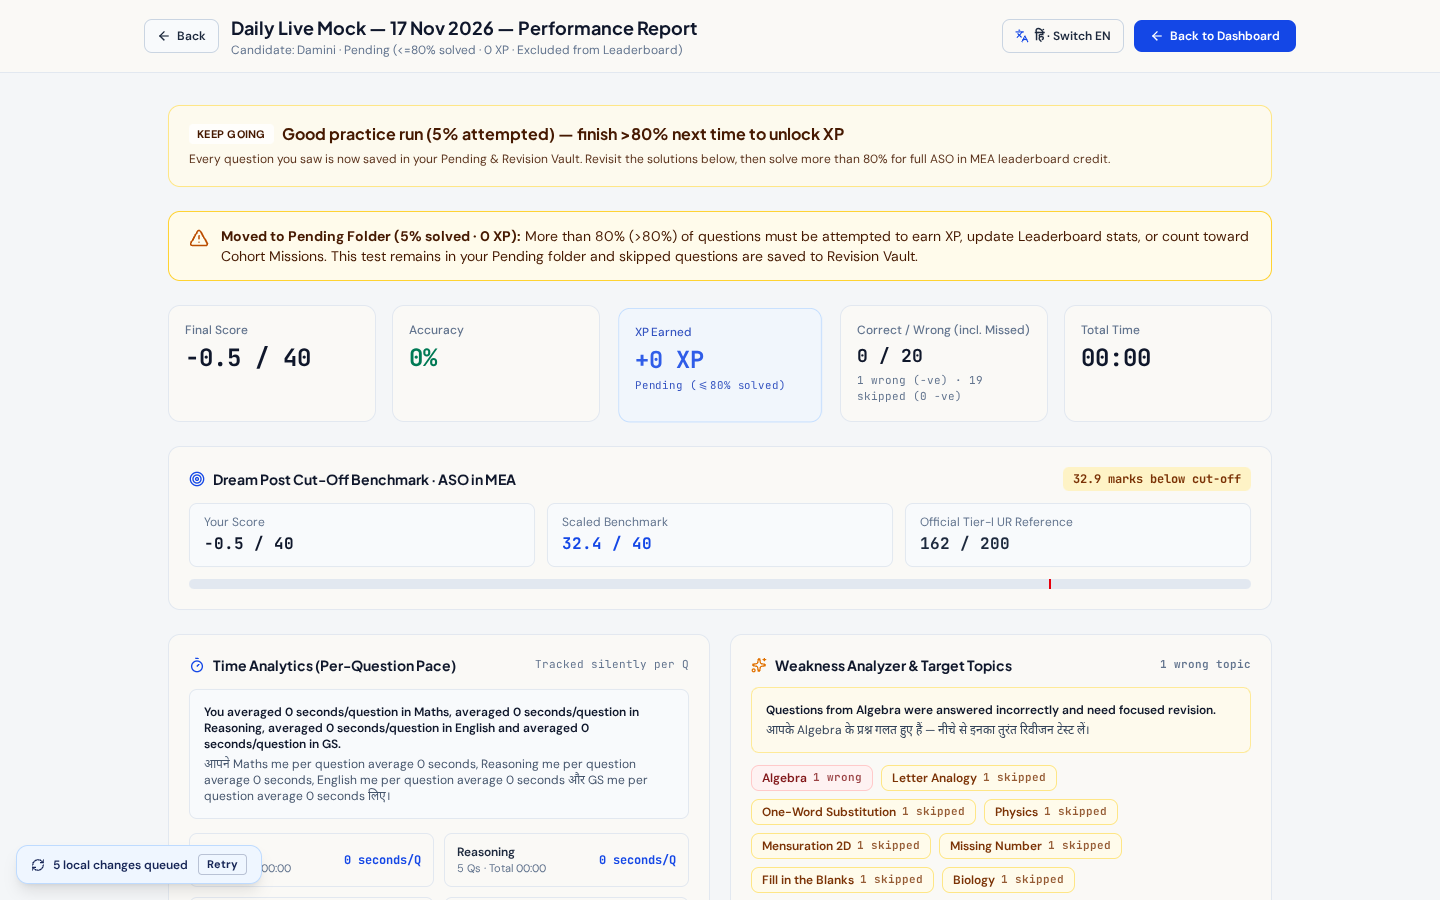 Back
Daily Live Mock — 17 Nov 2026 — Performance Report
Candidate: Damini · Pending (<=80% solved · 0 XP · Excluded from Leaderboard)
हिं · Switch EN
Back to Dashboard
KEEP GOING
Good practice run (5% attempted) — finish >80% next time to unlock XP
Every question you saw is now saved in your Pending & Revision Vault. Revisit the solutions below, then solve more than 80% for full ASO in MEA leaderboard credit.
Moved to Pending Folder (5% solved · 0 XP): More than 80% (>80%) of questions must be attempted to earn XP, update Leaderboard stats, or count toward
Cohort Missions. This test remains in your Pending folder and skipped questions are saved to Revision Vault.
Final Score
-0.5 / 40
Accuracy
0%
XP Earned
+0 XP
Pending (≤80% solved)
Correct / Wrong (incl. Missed)
0 / 20
1 wrong (-ve) · 19
skipped (0 -ve)
Total Time
00:00
Dream Post Cut-Off Benchmark · ASO in MEA
32.9 marks below cut-off
Your Score
-0.5 / 40
Scaled Benchmark
32.4 / 40
Official Tier-I UR Reference
162 / 200
Time Analytics (Per-Question Pace)
Tracked silently per Q
You averaged 0 seconds/question in Maths, averaged 0 seconds/question in
Reasoning, averaged 0 seconds/question in English and averaged 0
seconds/question in GS.
आपने Maths me per question average 0 seconds, Reasoning me per question
average 0 seconds, English me per question average 0 seconds और GS me per
question average 0 seconds लिए।
00:00
0 seconds/Q
Reasoning
5 Qs · Total 00:00
0 seconds/Q
Weakness Analyzer & Target Topics
1 wrong topic
Questions from Algebra were answered incorrectly and need focused revision.
आपके Algebra के प्रश्न गलत हुए हैं — नीचे से इनका तुरंत रिवीजन टेस्ट लें।
Algebra 1 wrong
Letter Analogy 1 skipped
One-Word Substitution 1 skipped
Physics 1 skipped
Mensuration 2D 1 skipped
Missing Number 1 skipped
Fill in the Blanks 1 skipped
Biology 1 skipped
5 local changes queued
Retry